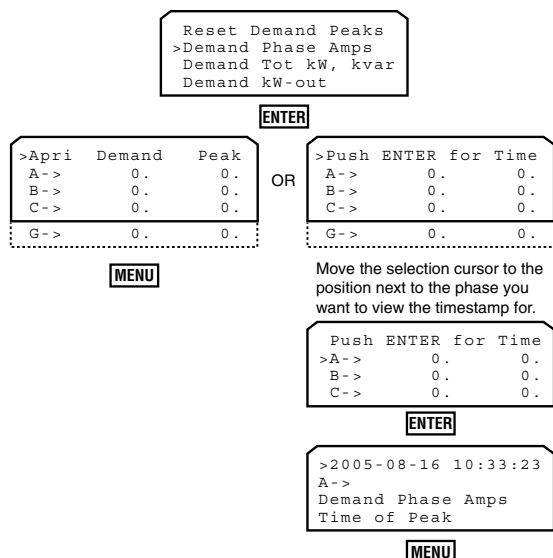 Reset Demand Peaks
>Demand Phase Amps
Demand Tot kW, kvar
Demand kW-out
ENTER
>Apri Demand Peak
A-> 0. 0.
B-> 0. 0.
C-> 0. 0.
G-> 0. 0.
MENU
OR
>Push ENTER for Time
A-> 0. 0.
B-> 0. 0.
C-> 0. 0.
G-> 0. 0.
Move the selection cursor to the
position next to the phase you
want to view the timestamp for.
Push ENTER for Time
>A-> 0. 0.
B-> 0. 0.
C-> 0. 0.
ENTER
>2005-08-16 10:33:23
A->
Demand Phase Amps
Time of Peak
MENU